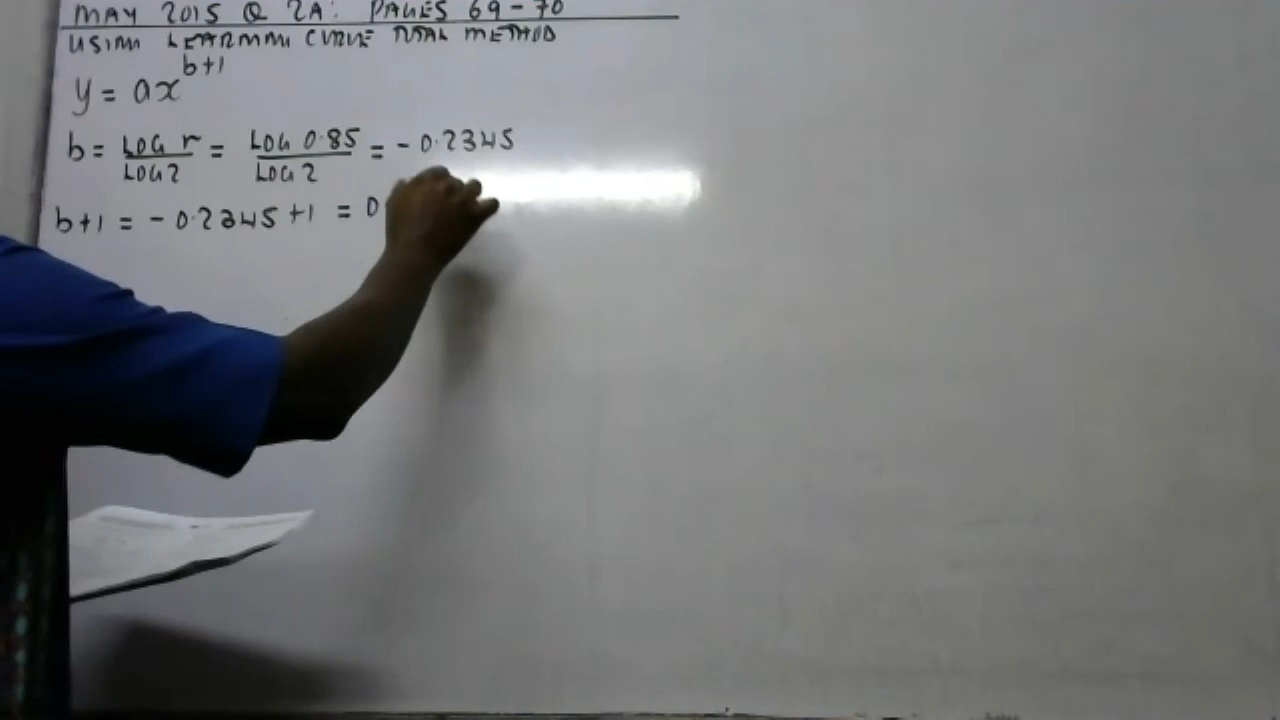 MAY 2015 Q 2A: PAGES 69-70
USING LEARNING CURVE TOTAL METHOD
y = ax^{b+1}
b = LOG r / LOG 2 = LOG 0.85 / LOG 2 = - 0.2345
b+1 = - 0.2345 +1 = 0